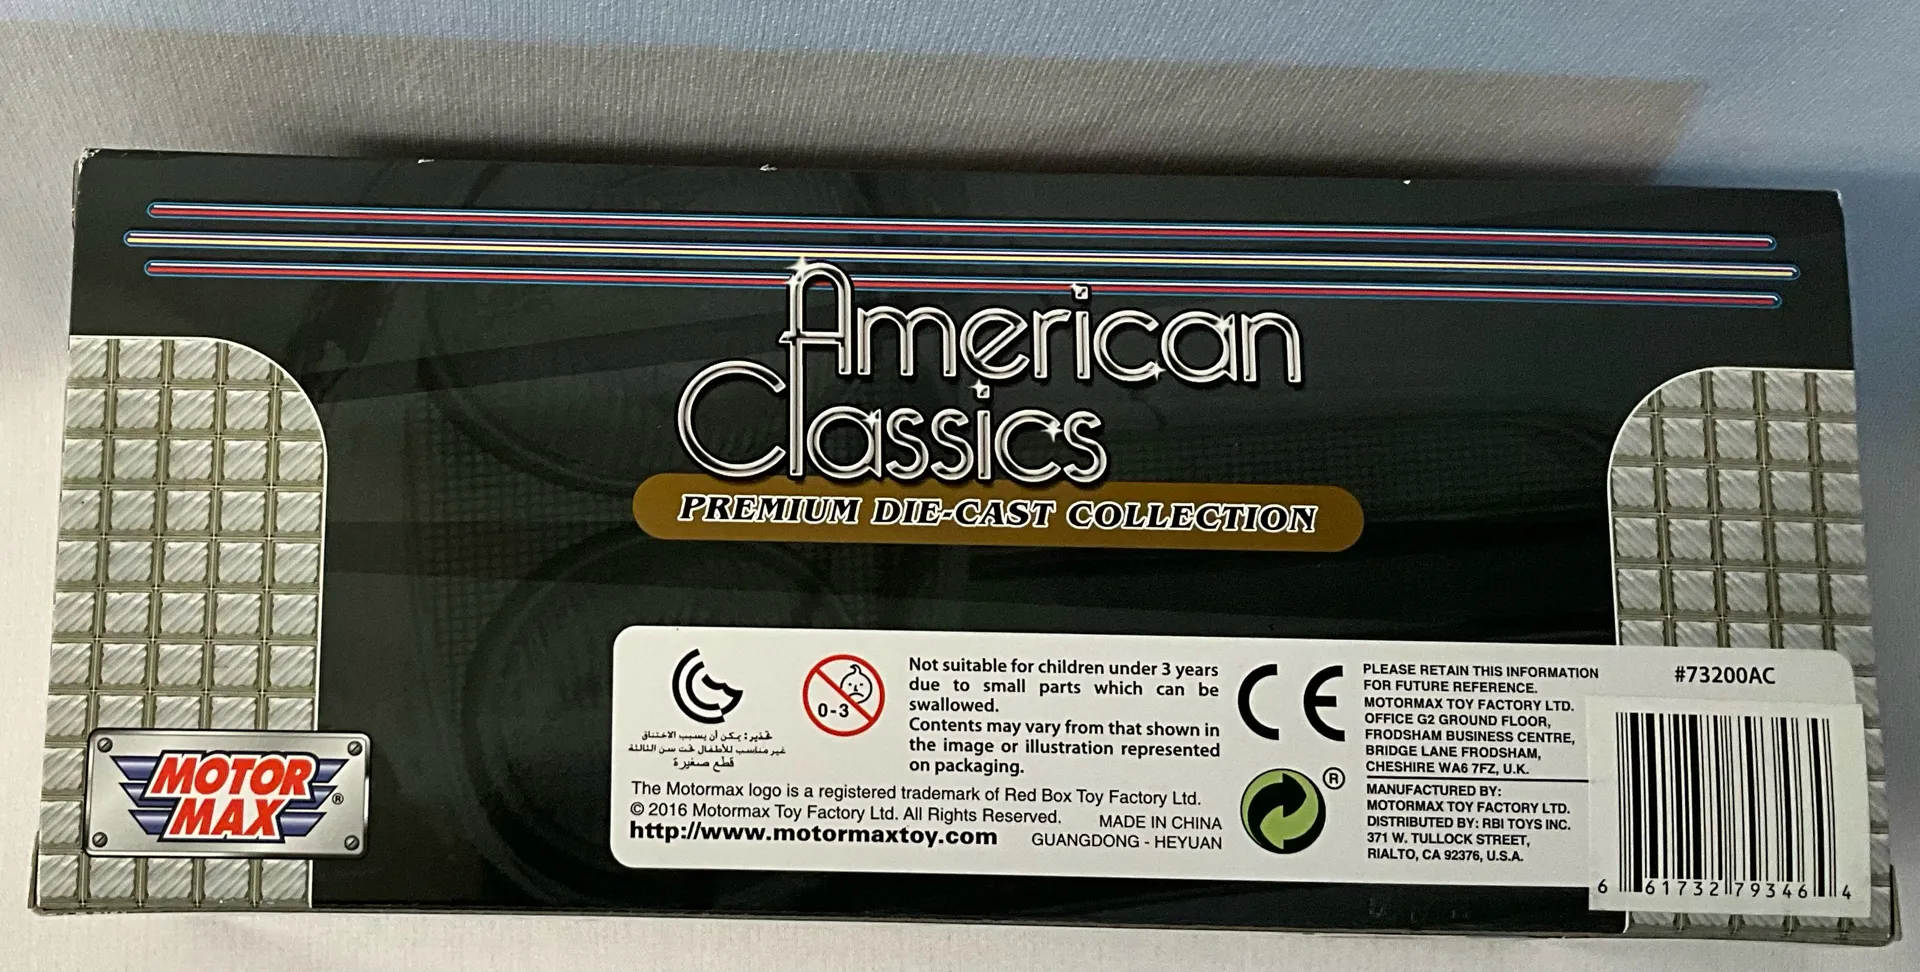 American
Classics
PREMIUM DIE-CAST COLLECTION
MOTOR
MAX
®
تحذير: يمكن أن يسبب الاختناق
غير مناسب للأطفال تحت سن الثالثة
قطع صغيرة
0-3
Not suitable for children under 3 years
due to small parts which can be
swallowed.
Contents may vary from that shown in
the image or illustration represented
on packaging.
The Motormax logo is a registered trademark of Red Box Toy Factory Ltd.
© 2016 Motormax Toy Factory Ltd. All Rights Reserved.
http://www.motormaxtoy.com
MADE IN CHINA
GUANGDONG - HEYUAN
CE
®
PLEASE RETAIN THIS INFORMATION
FOR FUTURE REFERENCE.
MOTORMAX TOY FACTORY LTD.
OFFICE G2 GROUND FLOOR,
FRODSHAM BUSINESS CENTRE,
BRIDGE LANE FRODSHAM,
CHESHIRE WA6 7FZ, U.K.
MANUFACTURED BY:
MOTORMAX TOY FACTORY LTD.
DISTRIBUTED BY: RBI TOYS INC.
371 W. TULLOCK STREET,
RIALTO, CA 92376, U.S.A.
#73200AC
6 61732 79346 4